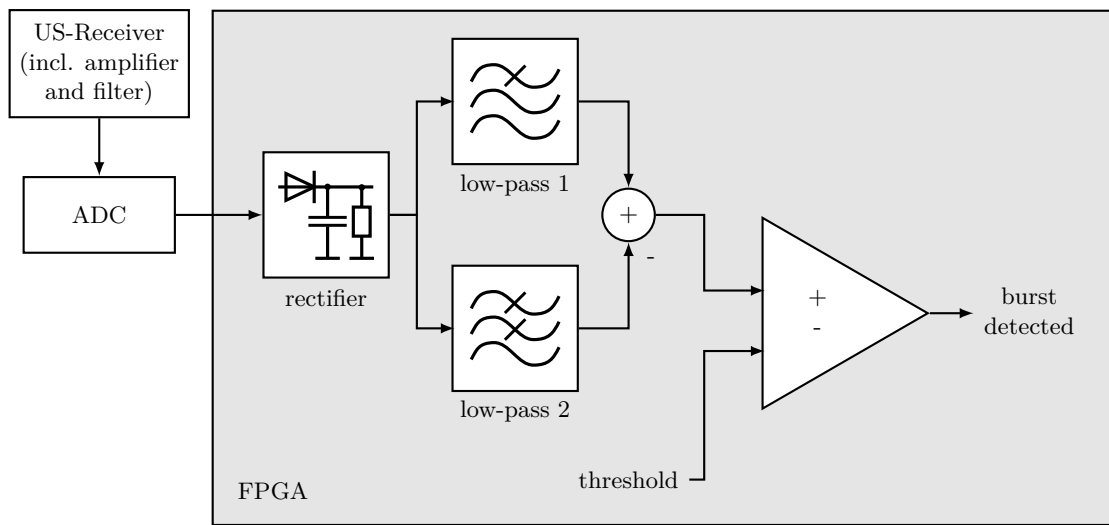 US-Receiver
(incl. amplifier
and filter)
ADC
rectifier
low-pass 1
low-pass 2
+
-
+
-
threshold
burst
detected
FPGA